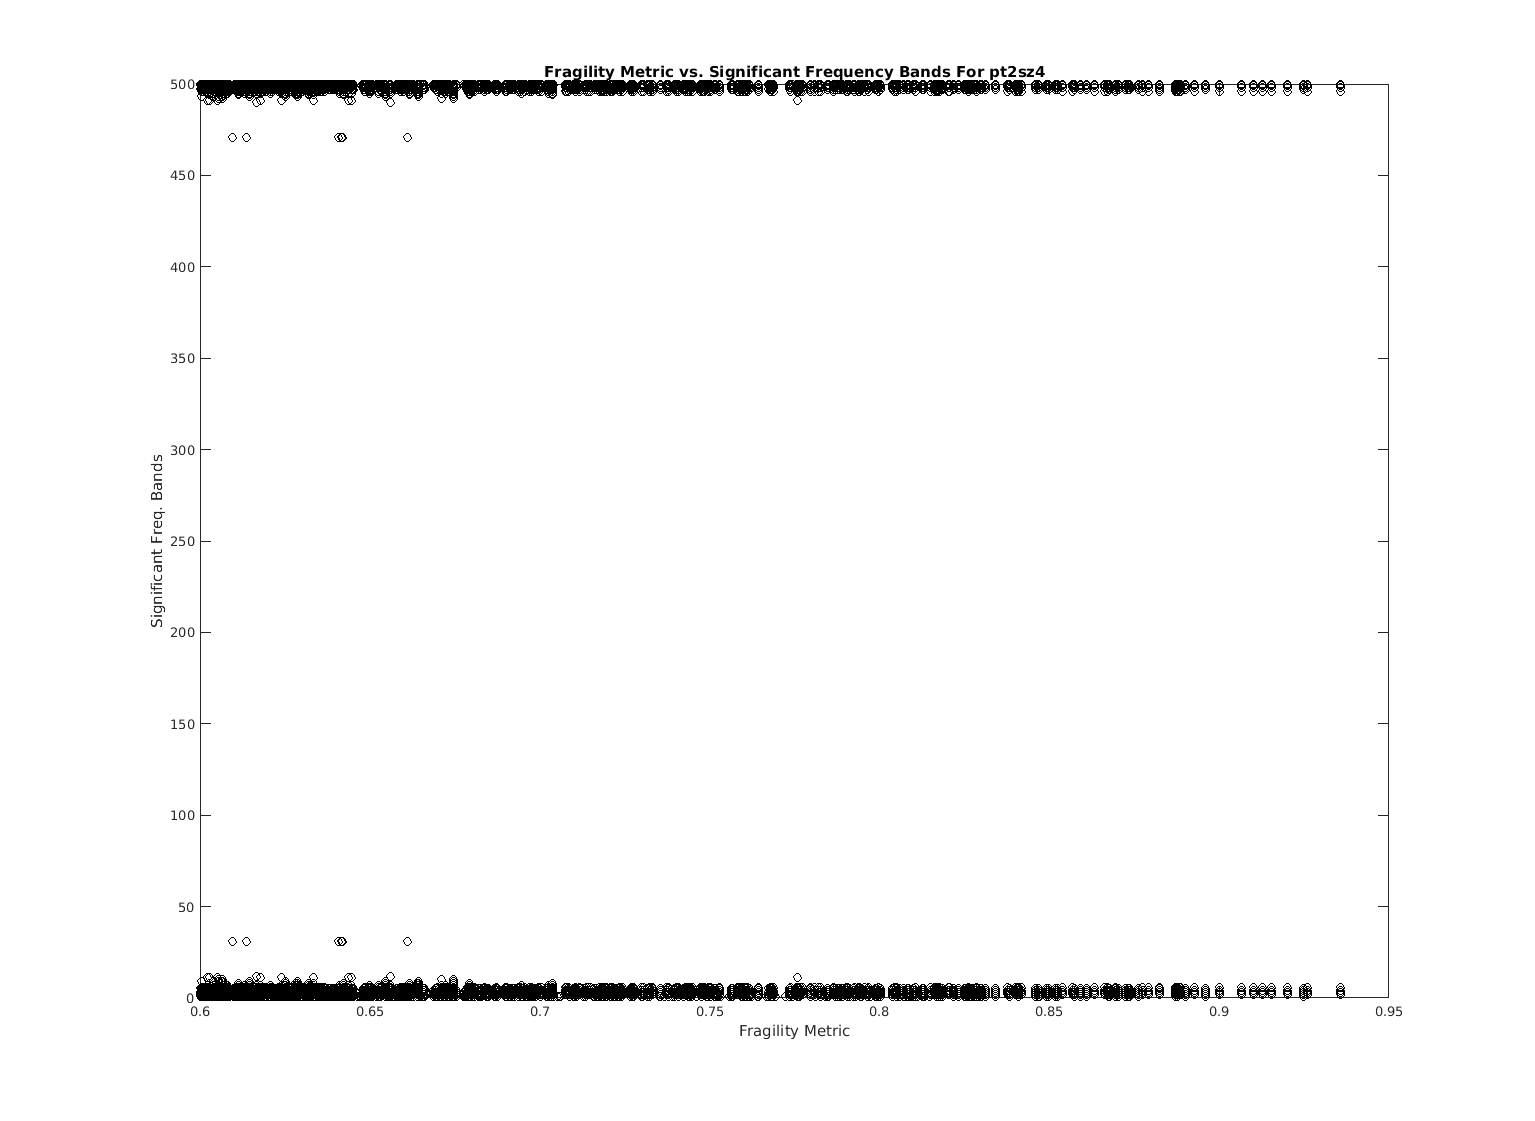 Fragility Metric vs. Significant Frequency Bands For pt2sz4
500
450
400
350
300
250
200
150
100
50
0
Significant Freq. Bands
0.6 0.65 0.7 0.75 0.8 0.85 0.9 0.95
Fragility Metric